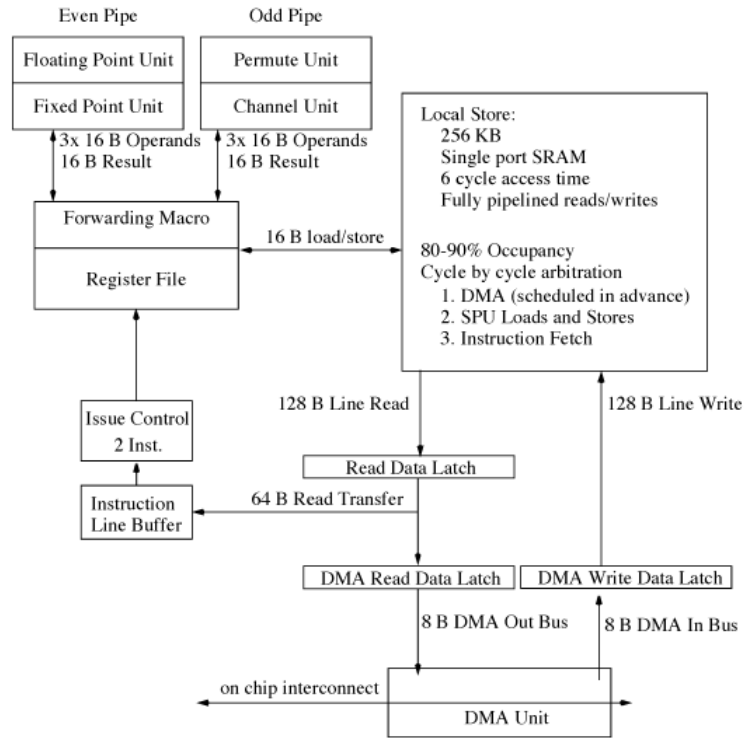 Even Pipe
Odd Pipe
Floating Point Unit
Fixed Point Unit
Permute Unit
Channel Unit
3x 16 B Operands
16 B Result
3x 16 B Operands
16 B Result
Forwarding Macro
Register File
16 B load/store
Local Store:
256 KB
Single port SRAM
6 cycle access time
Fully pipelined reads/writes
80-90% Occupancy
Cycle by cycle arbitration
1. DMA (scheduled in advance)
2. SPU Loads and Stores
3. Instruction Fetch
128 B Line Read
128 B Line Write
Issue Control
2 Inst.
Read Data Latch
Instruction
Line Buffer
64 B Read Transfer
DMA Read Data Latch
DMA Write Data Latch
8 B DMA Out Bus
8 B DMA In Bus
on chip interconnect
DMA Unit